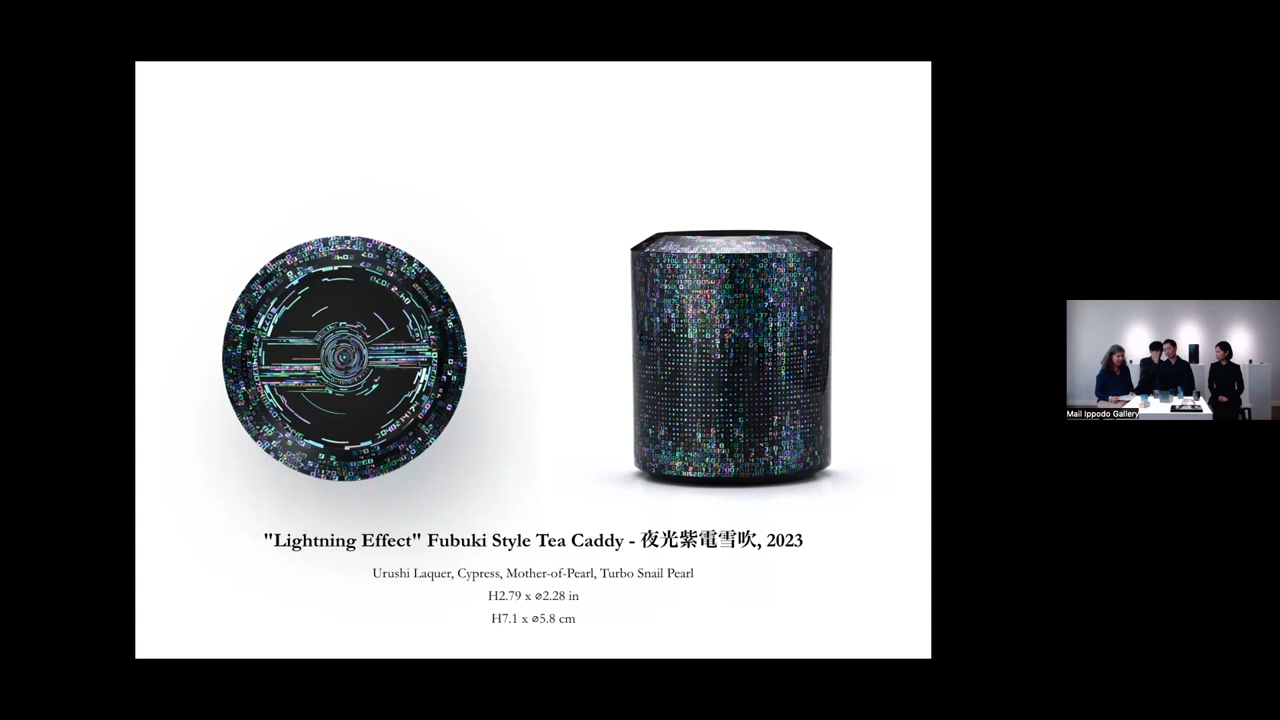 "Lightning Effect" Fubuki Style Tea Caddy - 夜光紫電雪吹, 2023
Urushi Laquer, Cypress, Mother-of-Pearl, Turbo Snail Pearl
H2.79 x ⌀2.28 in
H7.1 x ⌀5.8 cm
Mail Ippodo Gallery